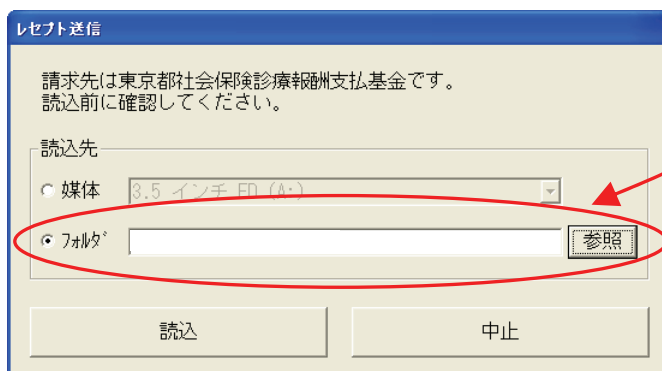 レセプト送信
請求先は東京都社会保険診療報酬支払基金です。
読込前に確認してください。
読込先
媒体 3.5 インチ FD (A:)
フォルダ 参照
読込 中止